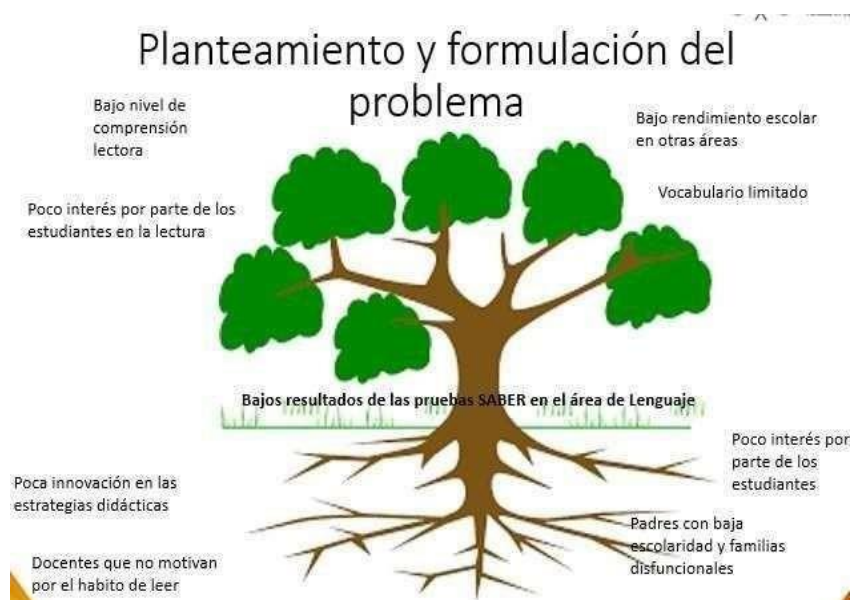 Planteamiento y formulación del
problema
Bajo nivel de
comprensión
lectora
Bajo rendimiento escolar
en otras áreas
Vocabulario limitado
Poco interés por parte de los
estudiantes en la lectura
Bajos resultados de las pruebas SABER en el área de Lenguaje
Poco interés por
parte de los
estudiantes
Poca innovación en las
estrategias didácticas
Padres con baja
escolaridad y familias
disfuncionales
Docentes que no motivan
por el habito de leer